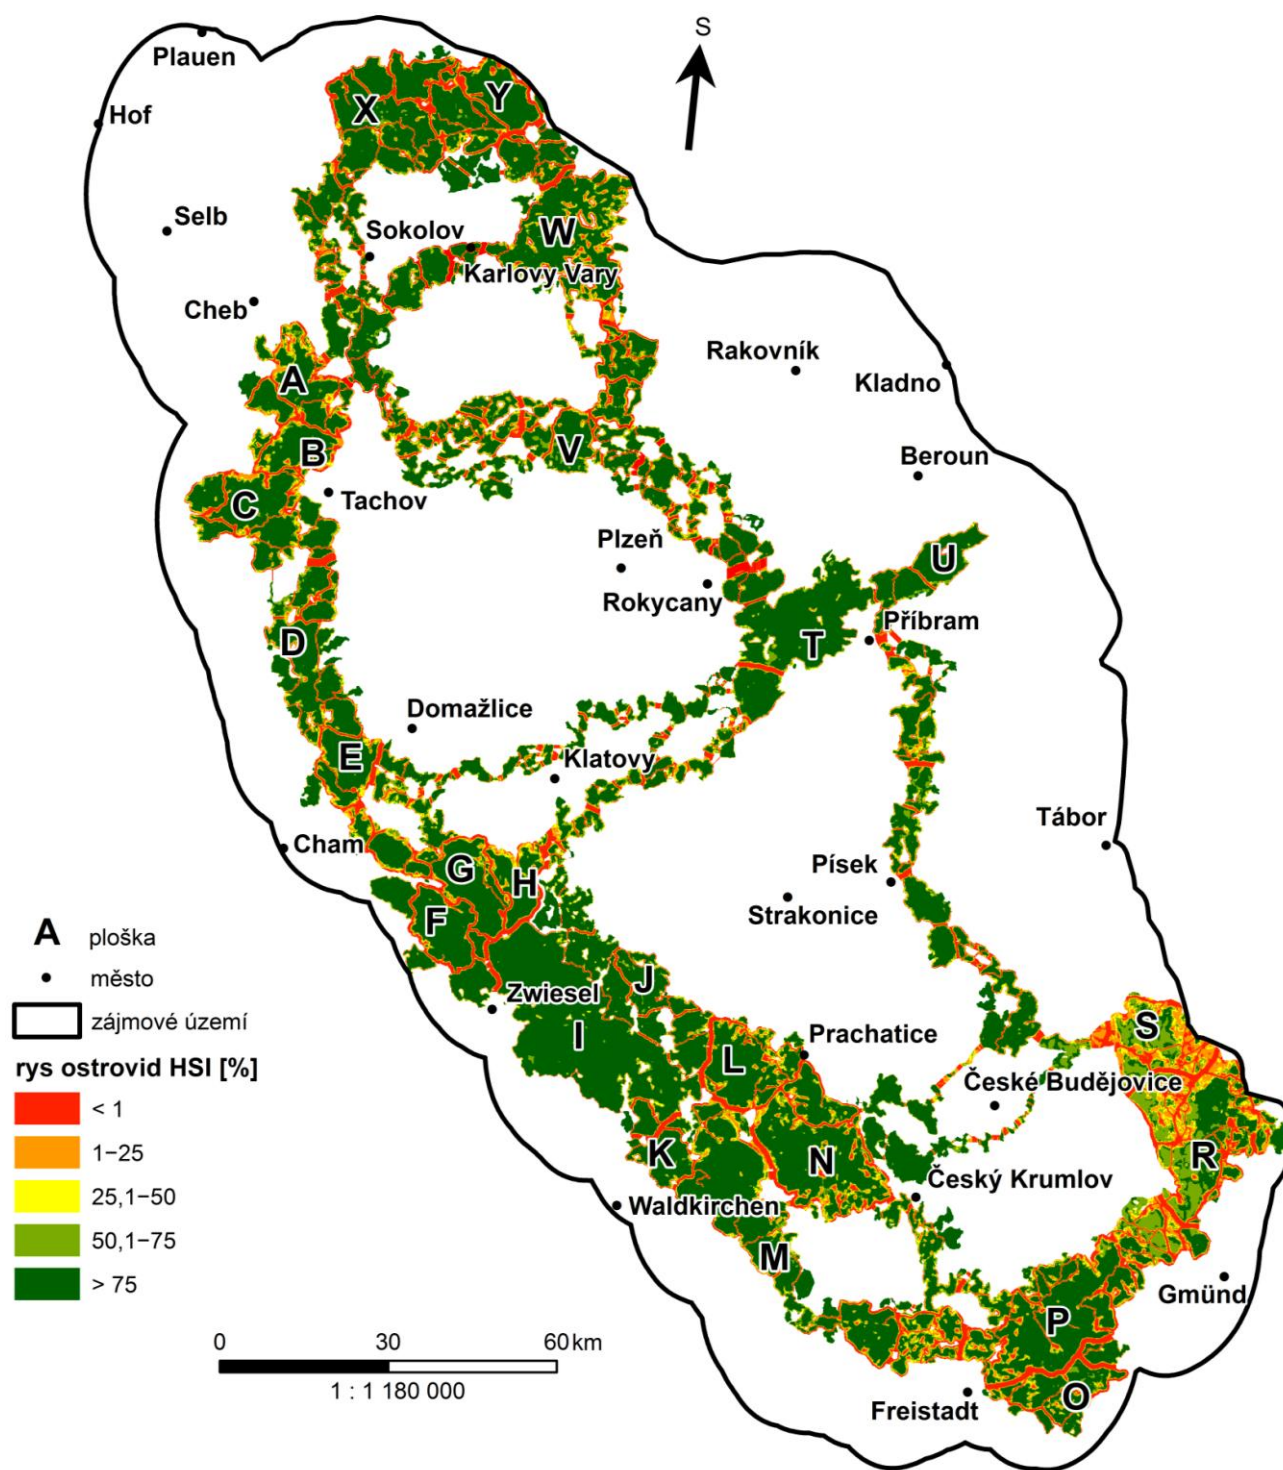 S
Plauen
Hof
X
Y
Selb
Sokolov
W
Karlovy Vary
Cheb
Rakovník
Kladno
A
B
V
Beroun
C
Tachov
Plzeň
U
Rokycany
Příbram
D
T
Domažlice
E
Klatovy
Tábor
Cham
G
H
Písek
Strakonice
F
J
Zwiesel
I
S
Prachatice
L
České Budějovice
K
N
R
Český Krumlov
Waldkirchen
M
Gmünd
P
Freistadt
O
A ploška
město
zájmové území
rys ostrovid HSI [%]
< 1
1–25
25,1–50
50,1–75
> 75
0 30 60 km
1 : 1 180 000